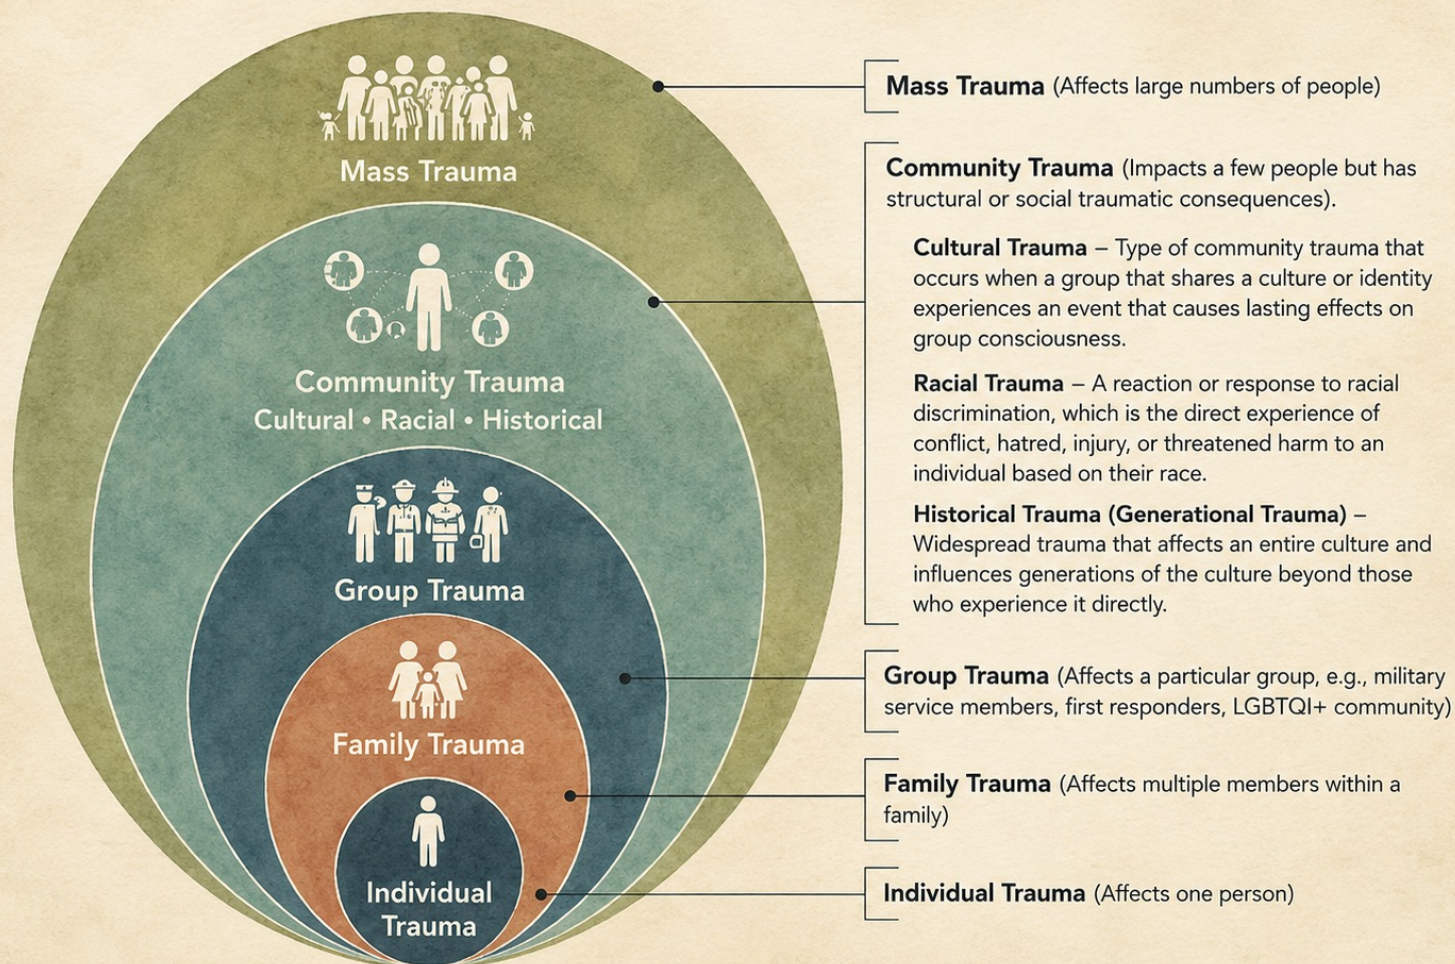 Mass Trauma
Community Trauma
Cultural • Racial • Historical
Group Trauma
Family Trauma
Individual
Trauma
Mass Trauma (Affects large numbers of people)
Community Trauma (Impacts a few people but has
structural or social traumatic consequences).
Cultural Trauma – Type of community trauma that
occurs when a group that shares a culture or identity
experiences an event that causes lasting effects on
group consciousness.
Racial Trauma – A reaction or response to racial
discrimination, which is the direct experience of
conflict, hatred, injury, or threatened harm to an
individual based on their race.
Historical Trauma (Generational Trauma) –
Widespread trauma that affects an entire culture and
influences generations of the culture beyond those
who experience it directly.
Group Trauma (Affects a particular group, e.g., military
service members, first responders, LGBTQI+ community)
Family Trauma (Affects multiple members within a
family)
Individual Trauma (Affects one person)